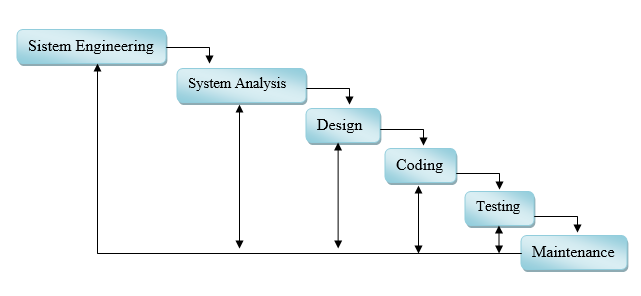 Sistem Engineering
System Analysis
Design
Coding
Testing
Maintenance